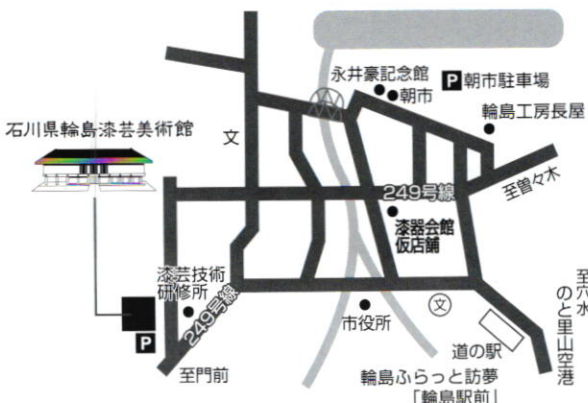 永井豪記念館
朝市
P 朝市駐車場
輪島工房長屋
石川県輪島漆芸美術館
文
249号線
至曽々木
漆器会館
仮店舗
漆芸技術
研修所
249号線
市役所
文
至穴水
のと里山空港
道の駅
P
至門前
輪島ふらっと訪夢
「輪島駅前」